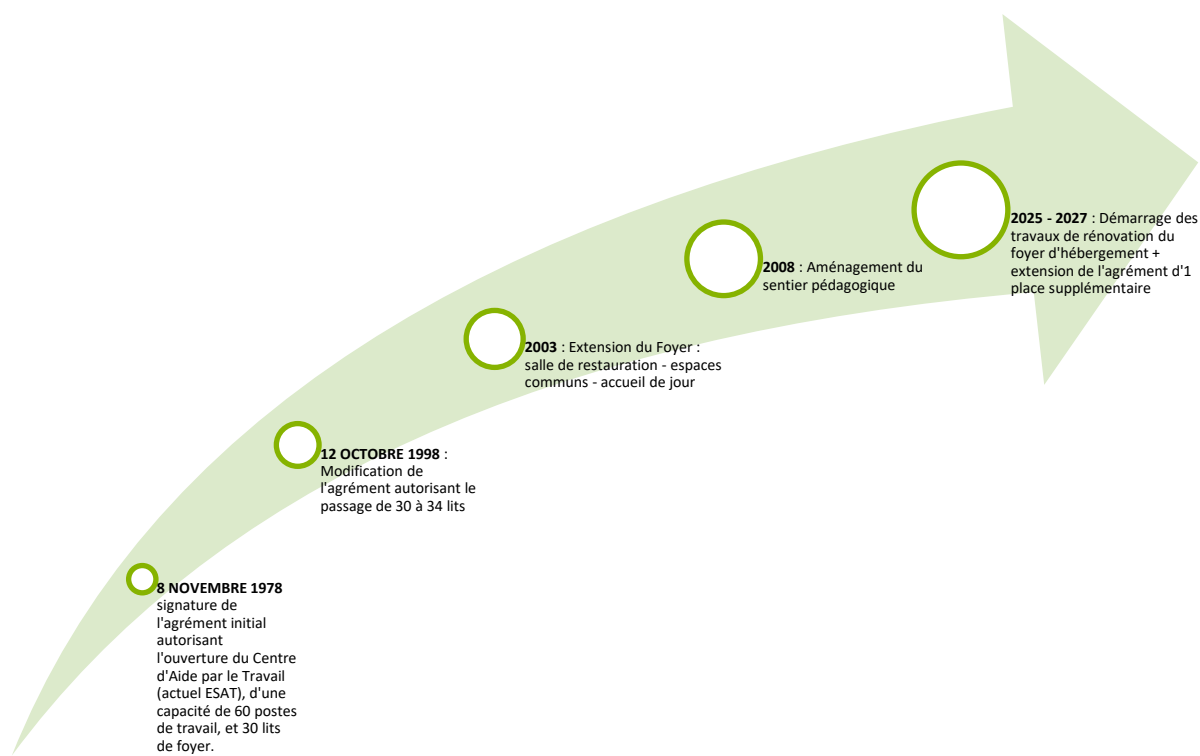 8 NOVEMBRE 1978
signature de
l'agrément initial
autorisant
l'ouverture du Centre
d'Aide par le Travail
(actuel ESAT), d'une
capacité de 60 postes
de travail, et 30 lits
de foyer.
12 OCTOBRE 1998 :
Modification de
l'agrément autorisant le
passage de 30 à 34 lits
2003 : Extension du Foyer :
salle de restauration - espaces
communs - accueil de jour
2008 : Aménagement du
sentier pédagogique
2025 - 2027 : Démarrage des
travaux de rénovation du
foyer d'hébergement +
extension de l'agrément d'1
place supplémentaire